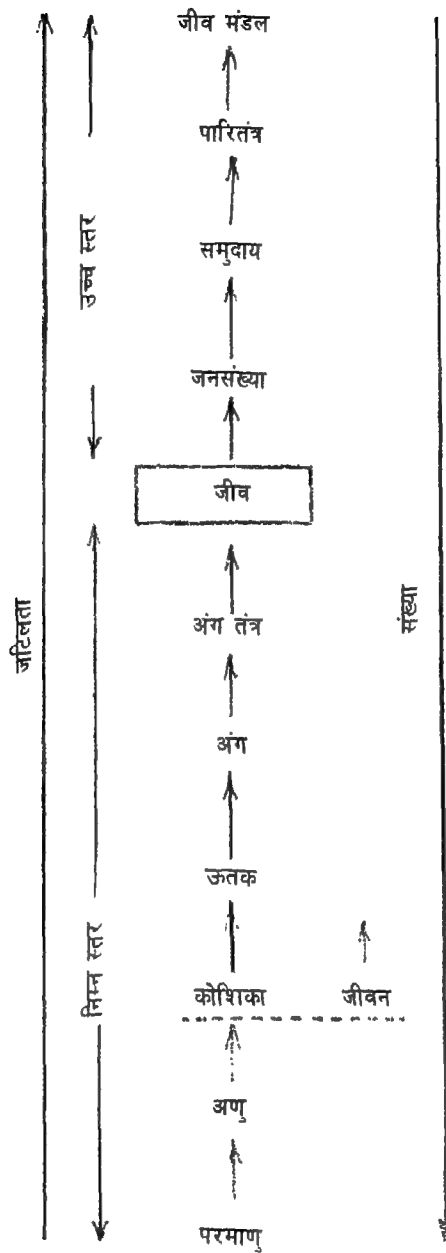 जीव मंडल
पारितंत्र
समुदाय
उच्च स्तर
जनसंख्या
जीव
जटिलता
अंग तंत्र
संख्या
अंग
ऊतक
निम्न स्तर
कोशिका जीवन
अणु
परमाणु